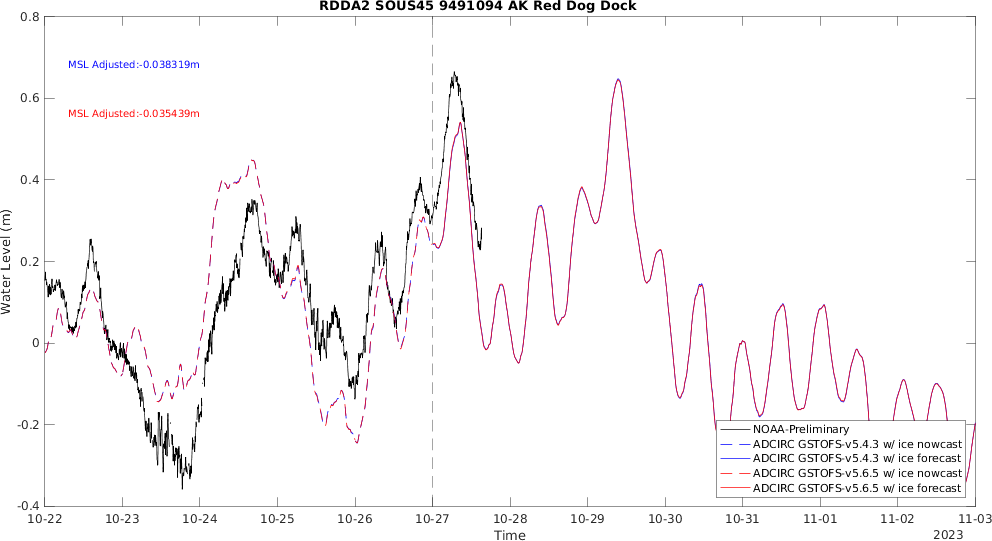 RDDA2 SOUS45 9491094 AK Red Dog Dock
0.8
0.6
0.4
0.2
0
-0.2
-0.4
Water Level (m)
MSL Adjusted:-0.038319m
MSL Adjusted:-0.035439m
NOAA-Preliminary
ADCIRC GSTOFS-v5.4.3 w/ ice nowcast
ADCIRC GSTOFS-v5.4.3 w/ ice forecast
ADCIRC GSTOFS-v5.6.5 w/ ice nowcast
ADCIRC GSTOFS-v5.6.5 w/ ice forecast
10-22 10-23 10-24 10-25 10-26 10-27 10-28 10-29 10-30 10-31 11-01 11-02 11-03
Time
2023